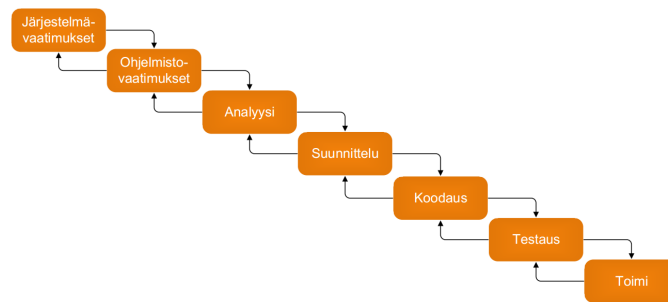 Järjestelmä-
vaatimukset
Ohjelmisto-
vaatimukset
Analyysi
Suunnittelu
Koodaus
Testaus
Toimi